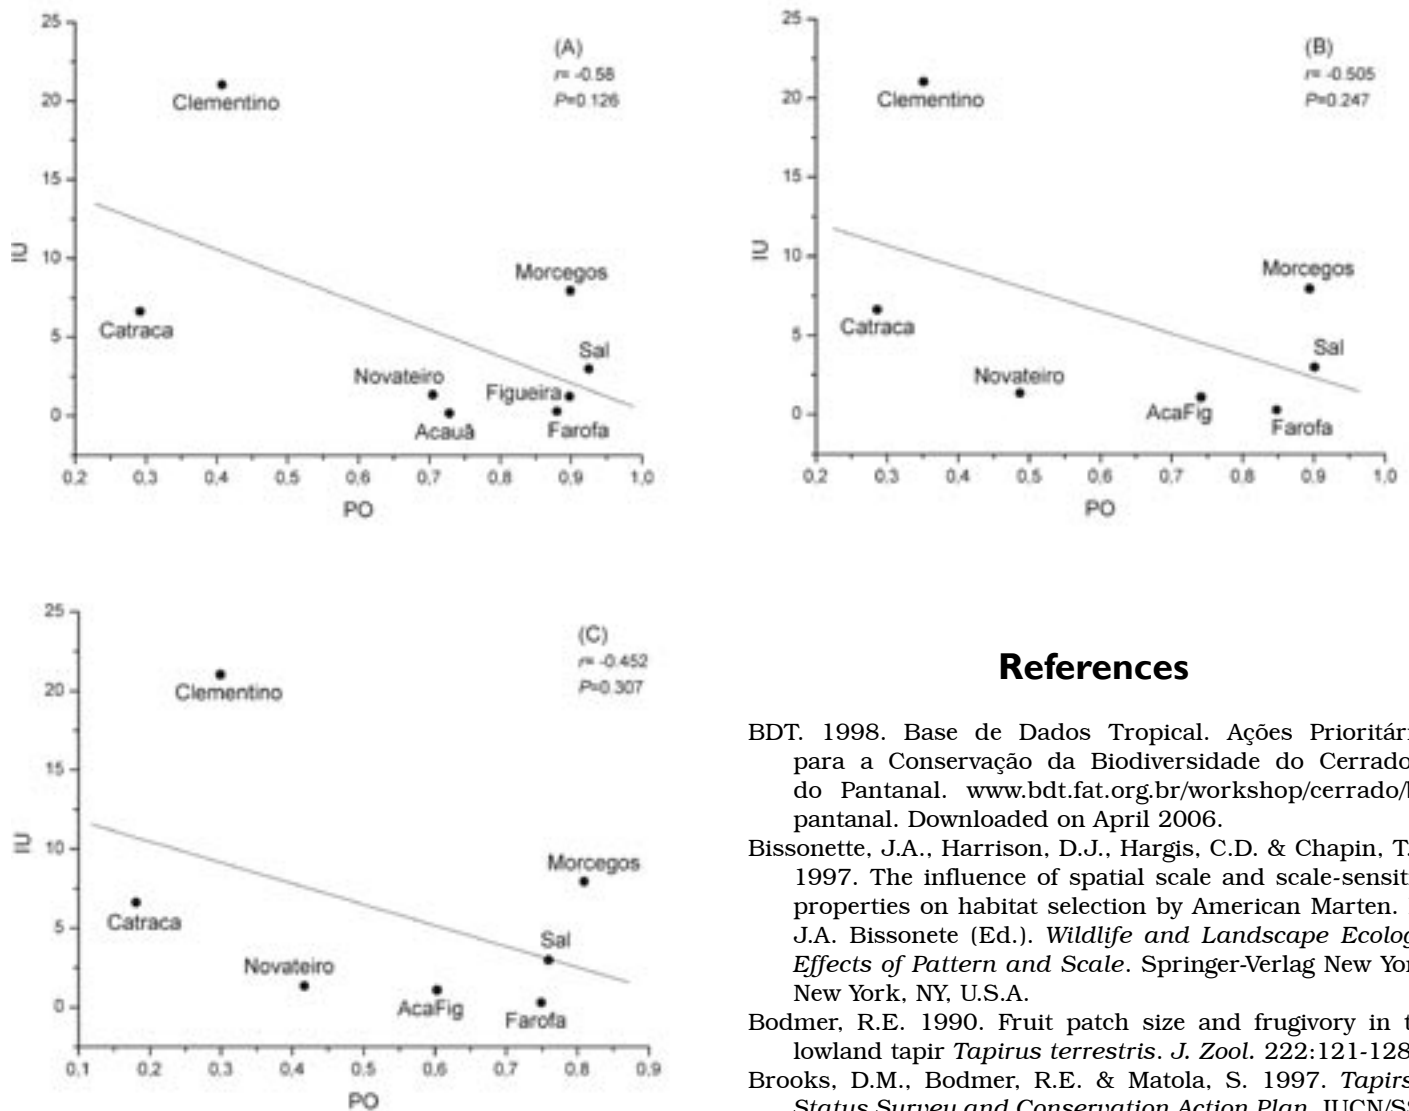 25
20
15
10
5
0
IU
(A)
r= -0.58
P=0.126
Clementino
Catraca
Morcegos
Sal
Novateiro
Figueira
Acauã
Farofa
0,2 0,3 0,4 0,5 0,6 0,7 0,8 0,9 1,0
PO
25
20
15
10
5
0
IU
(B)
r= -0.505
P=0.247
Clementino
Catraca
Morcegos
Sal
Novateiro
AcaFig
Farofa
0,2 0,3 0,4 0,5 0,6 0,7 0,8 0,9 1,0
PO
25
20
15
10
5
0
IU
(C)
r= -0.452
P=0.307
Clementino
Catraca
Morcegos
Sal
Novateiro
AcaFig
Farofa
0,1 0,2 0,3 0,4 0,5 0,6 0,7 0,8 0,9
PO
References
BDT. 1998. Base de Dados Tropical. Ações Prioritári
para a Conservação da Biodiversidade do Cerrado
do Pantanal. www.bdt.fat.org.br/workshop/cerrado/
pantanal. Downloaded on April 2006.
Bissonette, J.A., Harrison, D.J., Hargis, C.D. & Chapin, T.
1997. The influence of spatial scale and scale-sensiti
properties on habitat selection by American Marten.
J.A. Bissonete (Ed.). Wildlife and Landscape Ecolog
Effects of Pattern and Scale. Springer-Verlag New Yor
New York, NY, U.S.A.
Bodmer, R.E. 1990. Fruit patch size and frugivory in t
lowland tapir Tapirus terrestris. J. Zool. 222:121-128
Brooks, D.M., Bodmer, R.E. & Matola, S. 1997. Tapirs
Status Survey and Conservation Action Plan. IUCN/SS